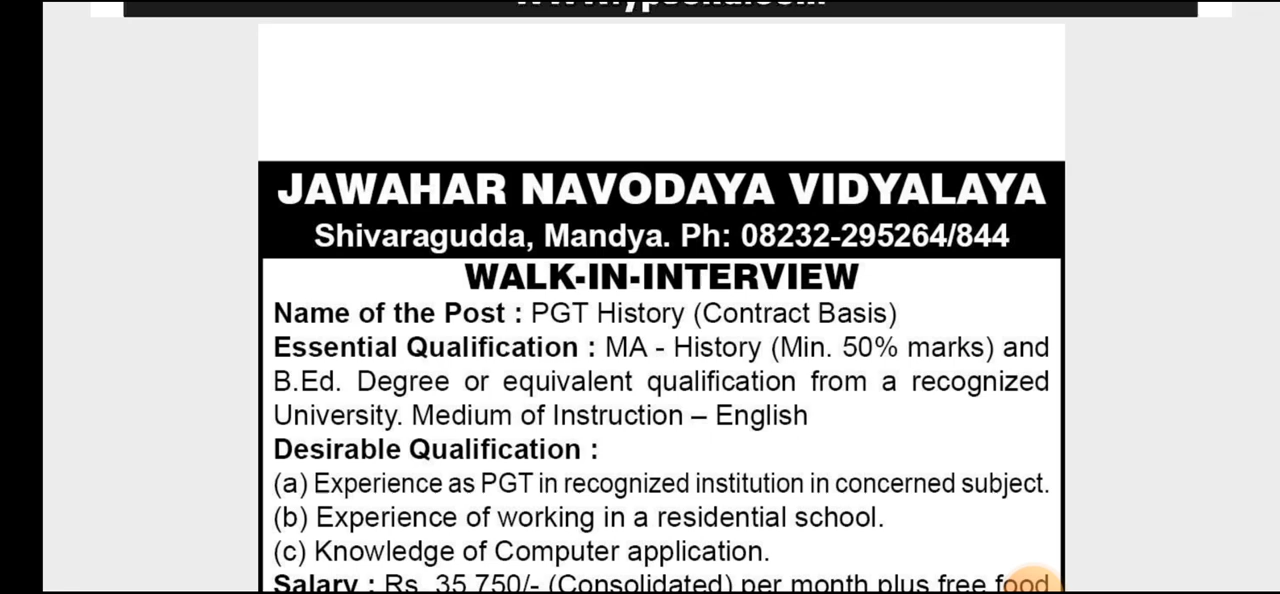 JAWAHAR NAVODAYA VIDYALAYA
Shivaragudda, Mandya. Ph: 08232-295264/844
WALK-IN-INTERVIEW
Name of the Post : PGT History (Contract Basis)
Essential Qualification : MA - History (Min. 50% marks) and
B.Ed. Degree or equivalent qualification from a recognized
University. Medium of Instruction – English
Desirable Qualification :
(a) Experience as PGT in recognized institution in concerned subject.
(b) Experience of working in a residential school.
(c) Knowledge of Computer application.
Salary : Rs. 35,750/- (Consolidated) per month plus free food